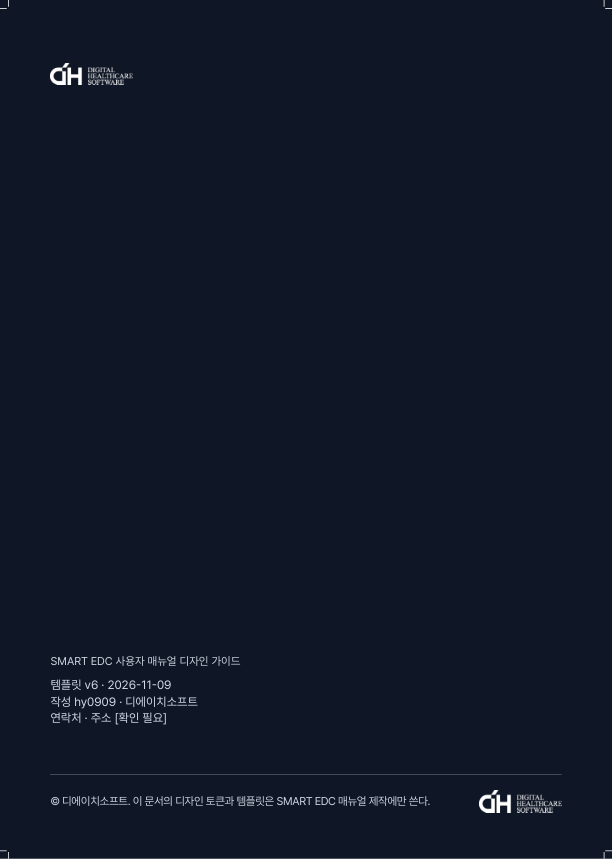 DH DIGITAL
HEALTHCARE
SOFTWARE
SMART EDC 사용자 매뉴얼 디자인 가이드
템플릿 v6 · 2026-11-09
작성 hy0909 · 디에이치소프트
연락처 · 주소 [확인 필요]
© 디에이치소프트. 이 문서의 디자인 토큰과 템플릿은 SMART EDC 매뉴얼 제작에만 쓴다.
DH DIGITAL
HEALTHCARE
SOFTWARE